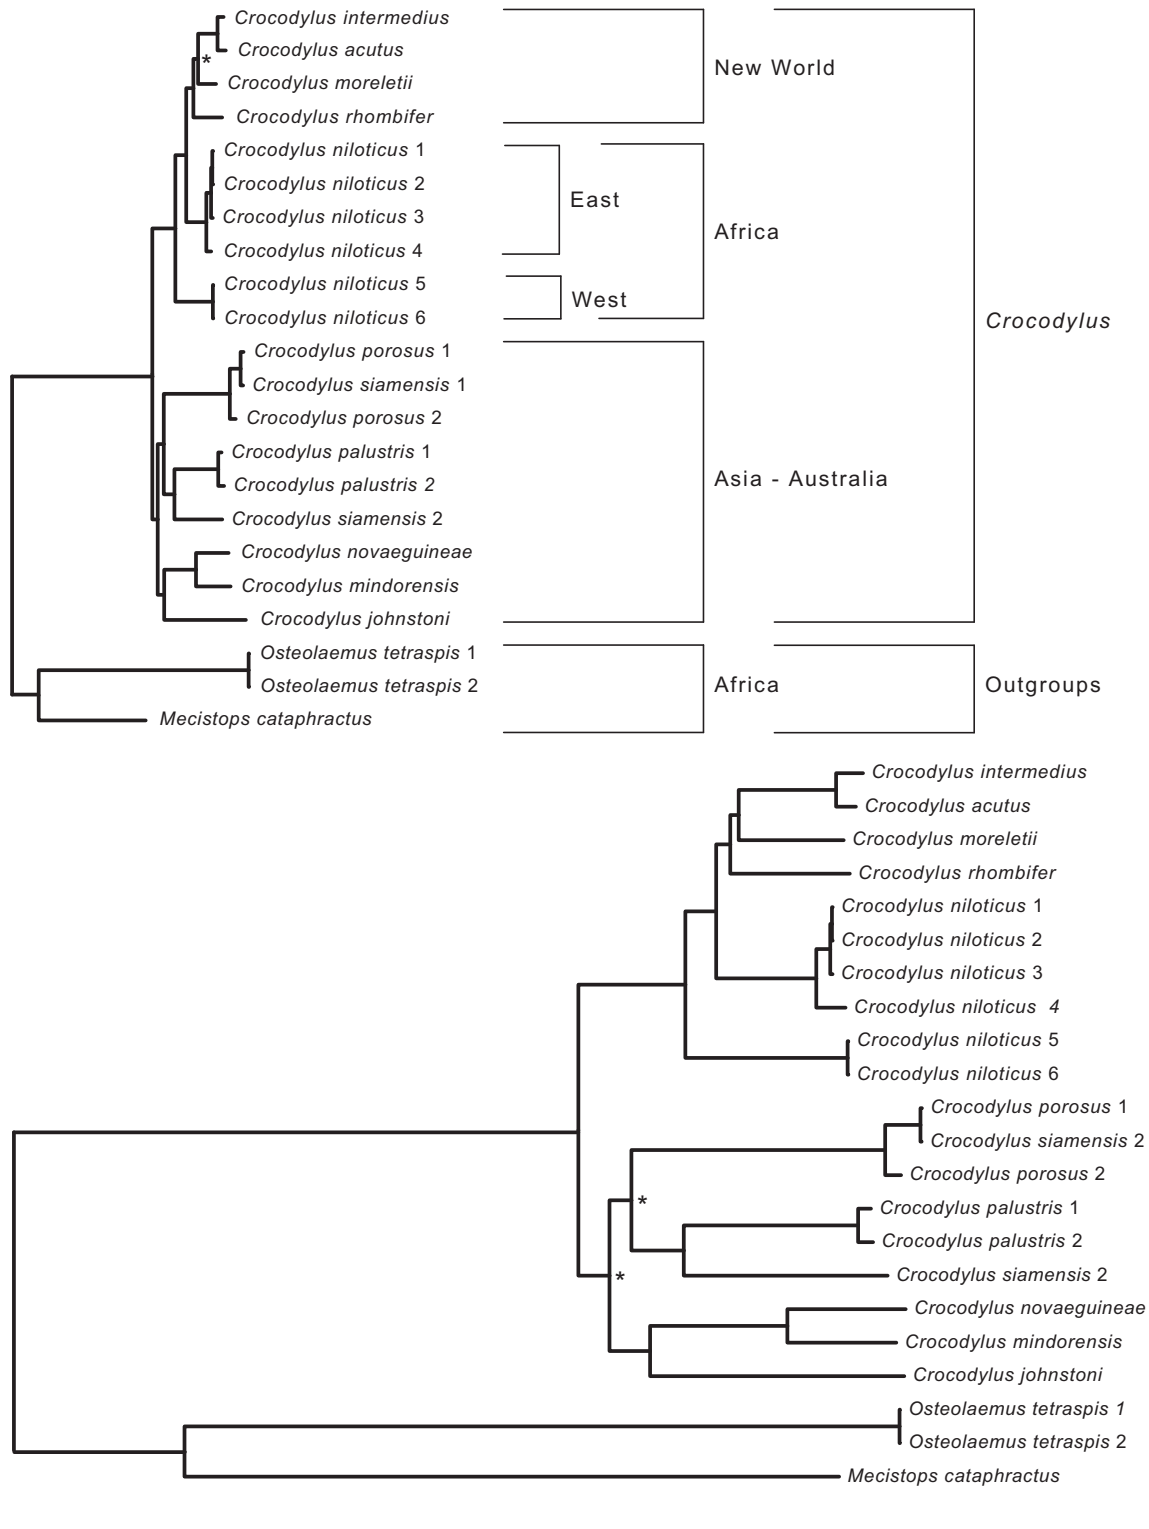 Crocodylus intermedius
Crocodylus acutus
*
Crocodylus moreletii
New World
Crocodylus rhombifer
Crocodylus niloticus 1
Crocodylus niloticus 2
East
Crocodylus niloticus 3
Africa
Crocodylus niloticus 4
Crocodylus niloticus 5
West
Crocodylus niloticus 6
Crocodylus
Crocodylus porosus 1
Crocodylus siamensis 1
Crocodylus porosus 2
Crocodylus palustris 1
Asia - Australia
Crocodylus palustris 2
Crocodylus siamensis 2
Crocodylus novaeguineae
Crocodylus mindorensis
Crocodylus johnstoni
Osteolaemus tetraspis 1
Osteolaemus tetraspis 2
Africa
Outgroups
Mecistops cataphractus
Crocodylus intermedius
Crocodylus acutus
Crocodylus moreletii
Crocodylus rhombifer
Crocodylus niloticus 1
Crocodylus niloticus 2
Crocodylus niloticus 3
Crocodylus niloticus 4
Crocodylus niloticus 5
Crocodylus niloticus 6
Crocodylus porosus 1
Crocodylus siamensis 2
Crocodylus porosus 2
*
Crocodylus palustris 1
Crocodylus palustris 2
*
Crocodylus siamensis 2
Crocodylus novaeguineae
Crocodylus mindorensis
Crocodylus johnstoni
Osteolaemus tetraspis 1
Osteolaemus tetraspis 2
Mecistops cataphractus